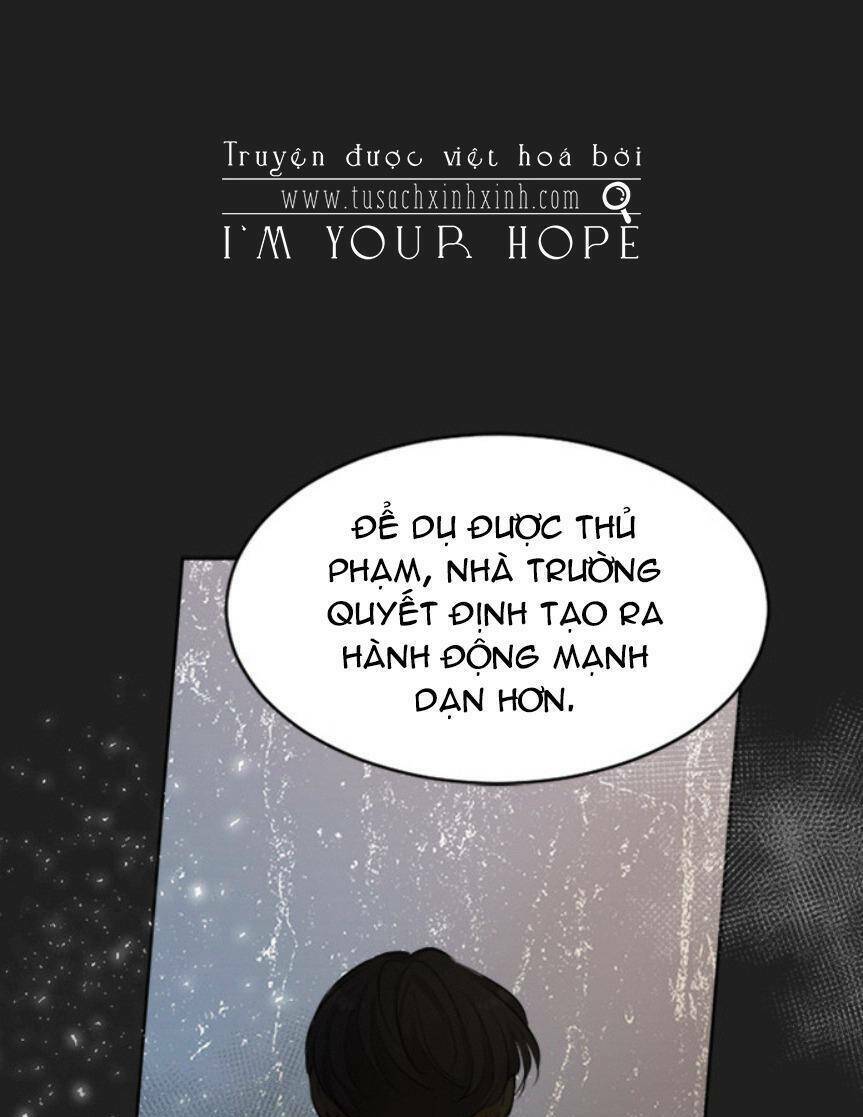 Truyện được việt hoá bởi
www.tusachxinhxinh.com
I'M YOUR HOPE
ĐỂ DỤ ĐƯỢC THỦ
PHẠM, NHÀ TRƯỜNG
QUYẾT ĐỊNH TẠO RA
HÀNH ĐỘNG MẠNH
DẠN HƠN.